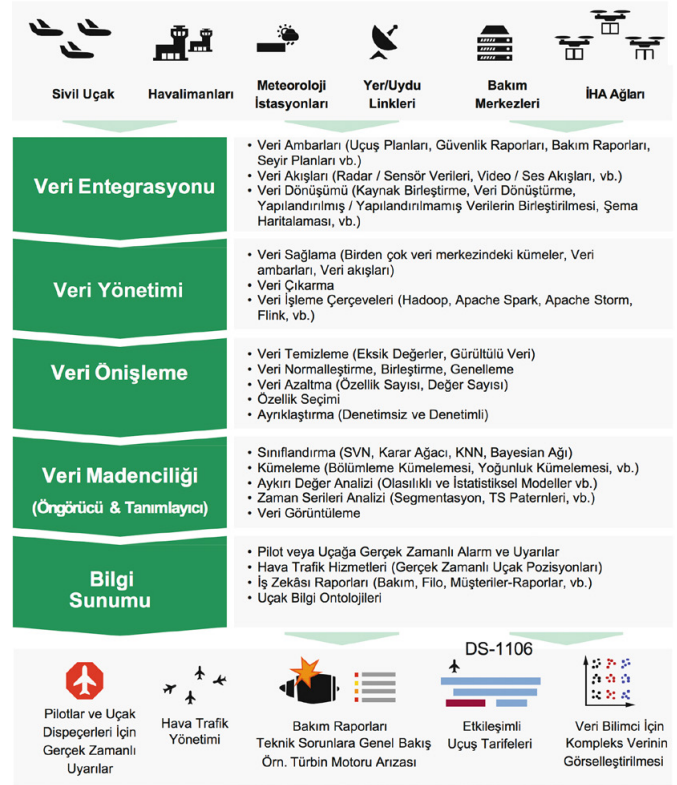 Sivil Uçak
Havalimanları
Meteoroloji
İstasyonları
Yer/Uydu
Linkleri
Bakım
Merkezleri
İHA Ağları
Veri Entegrasyonu
• Veri Ambarları (Uçuş Planları, Güvenlik Raporları, Bakım Raporları,
Seyir Planları vb.)
• Veri Akışları (Radar / Sensör Verileri, Video / Ses Akışları, vb.)
• Veri Dönüşümü (Kaynak Birleştirme, Veri Dönüştürme,
Yapılandırılmış / Yapılandırılmamış Verilerin Birleştirilmesi, Şema
Haritalaması, vb.)
Veri Yönetimi
• Veri Sağlama (Birden çok veri merkezindeki kümeler, Veri
ambarları, Veri akışları)
• Veri Çıkarma
• Veri İşleme Çerçeveleri (Hadoop, Apache Spark, Apache Storm,
Flink, vb.)
Veri Önişleme
• Veri Temizleme (Eksik Değerler, Gürültülü Veri)
• Veri Normalleştirme, Birleştirme, Genelleme
• Veri Azaltma (Özellik Sayısı, Değer Sayısı)
• Özellik Seçimi
• Ayrıklaştırma (Denetimsiz ve Denetimli)
Veri Madenciliği
(Öngörücü & Tanımlayıcı)
• Sınıflandırma (SVN, Karar Ağacı, KNN, Bayesian Ağı)
• Kümeleme (Bölümleme Kümelemesi, Yoğunluk Kümelemesi, vb.)
• Aykırı Değer Analizi (Olasılıklı ve İstatistiksel Modeller vb.)
• Zaman Serileri Analizi (Segmentasyon, TS Paternleri, vb.)
• Veri Görüntüleme
Bilgi
Sunumu
• Pilot veya Uçağa Gerçek Zamanlı Alarm ve Uyarılar
• Hava Trafik Hizmetleri (Gerçek Zamanlı Uçak Pozisyonları)
• İş Zekâsı Raporları (Bakım, Filo, Müşteriler-Raporlar, vb.)
• Uçak Bilgi Ontolojileri
Pilotlar ve Uçak
Dispeçerleri İçin
Gerçek Zamanlı
Uyarılar
Hava Trafik
Yönetimi
Bakım Raporları
Teknik Sorunlara Genel Bakış
Örn. Türbin Motoru Arızası
DS-1106
Etkileşimli
Uçuş Tarifeleri
Veri Bilimci İçin
Kompleks Verinin
Görselleştirilmesi